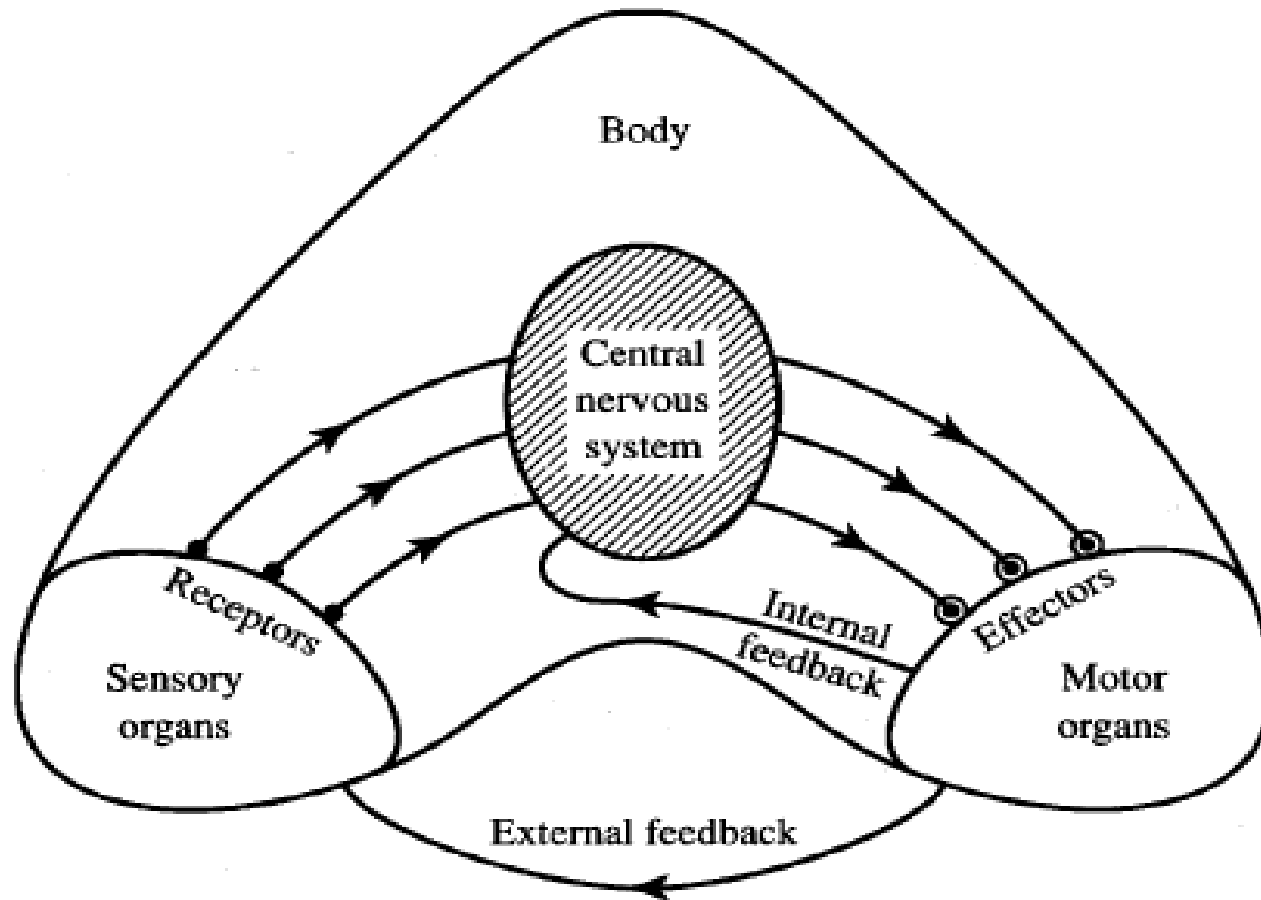 Body
Central
nervous
system
Receptors
Internal
feedback
Effectors
Sensory
organs
Motor
organs
External feedback